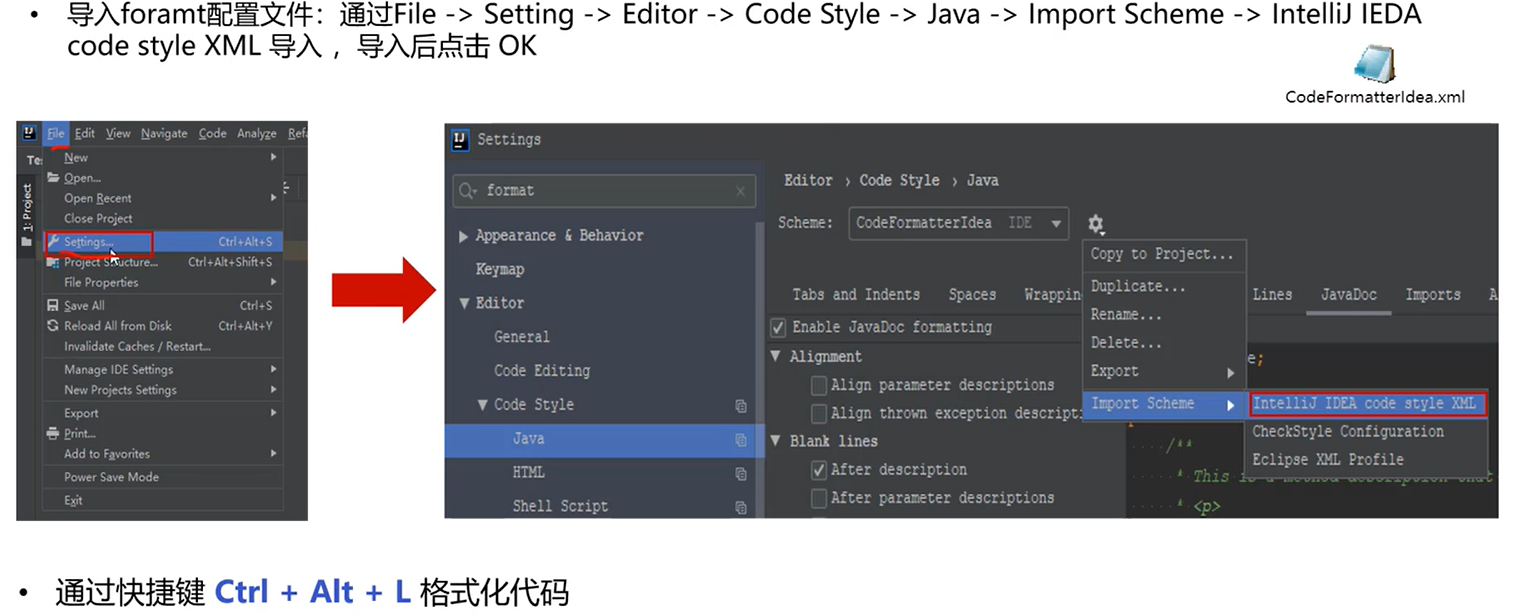 • 导入foramt配置文件：通过File -> Setting -> Editor -> Code Style -> Java -> Import Scheme -> IntelliJ IEDA
code style XML 导入 ，导入后点击 OK
CodeFormatterIdea.xml
File Edit View Navigate Code Analyze Refa
Te
1: Project
New
Open...
Open Recent
Close Project
Settings... Ctrl+Alt+S
Project Structure... Ctrl+Alt+Shift+S
File Properties
Save All Ctrl+S
Reload All from Disk Ctrl+Alt+Y
Invalidate Caches / Restart...
Manage IDE Settings
New Projects Settings
Export
Print...
Add to Favorites
Power Save Mode
Exit
Settings
format
Appearance & Behavior
Keymap
Editor
General
Code Editing
Code Style
Java
HTML
Shell Script
Editor › Code Style › Java
Scheme: CodeFormatterIdea IDE
Tabs and Indents Spaces Wrappin Lines JavaDoc Imports A
Enable JavaDoc formatting
Alignment
Align parameter descriptions
Align thrown exception descripti
Blank lines
After description
After parameter descriptions
Copy to Project...
Duplicate...
Rename...
Delete...
Export
Import Scheme
IntelliJ IDEA code style XML
CheckStyle Configuration
Eclipse XML Profile
e;
/**
* This is a method description that
* <p>
• 通过快捷键 Ctrl + Alt + L 格式化代码